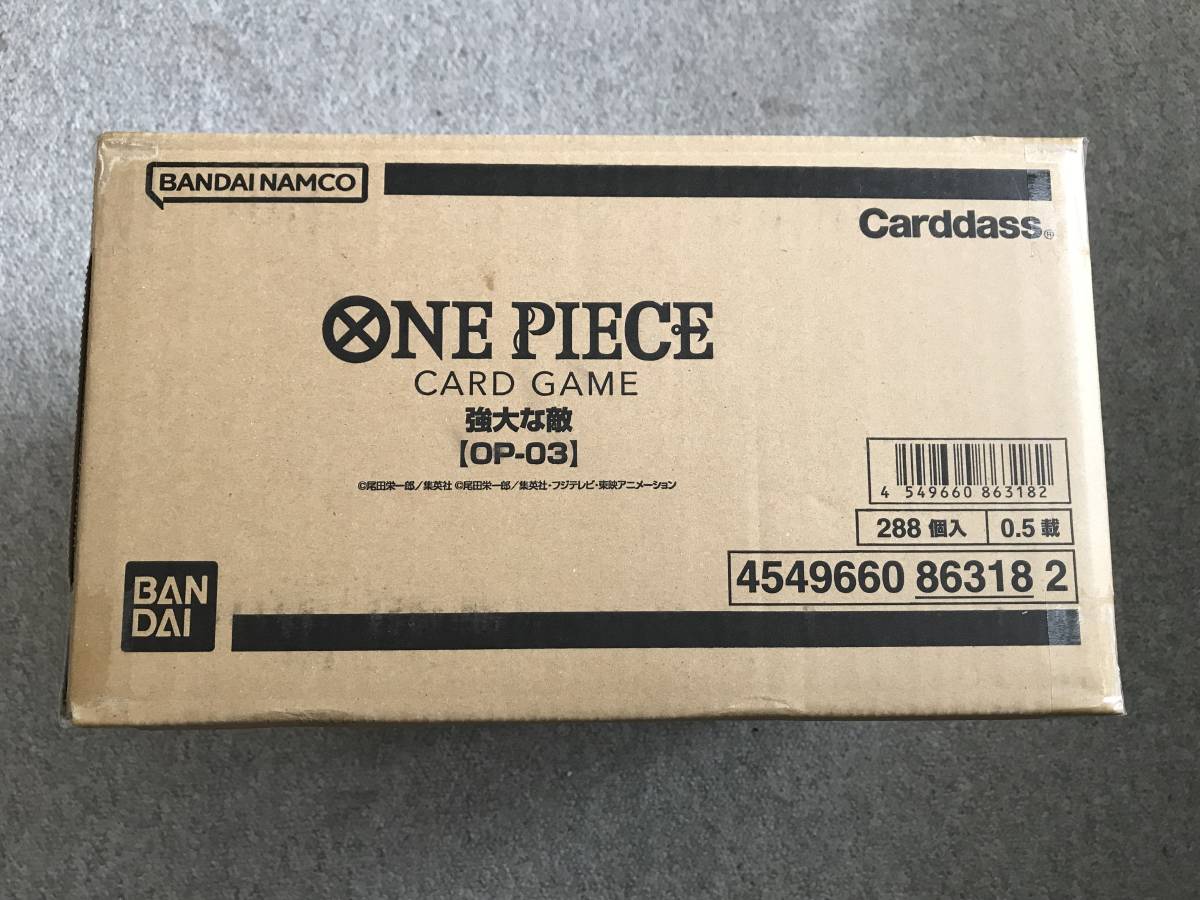 BANDAI NAMCO
Carddass®
ONE PIECE
CARD GAME
強大な敵
【OP-03】
©尾田栄一郎／集英社 ©尾田栄一郎／集英社・フジテレビ・東映アニメーション
4 549660 863182
288 個入 0.5 載
4549660 86318 2
BAN
DAI